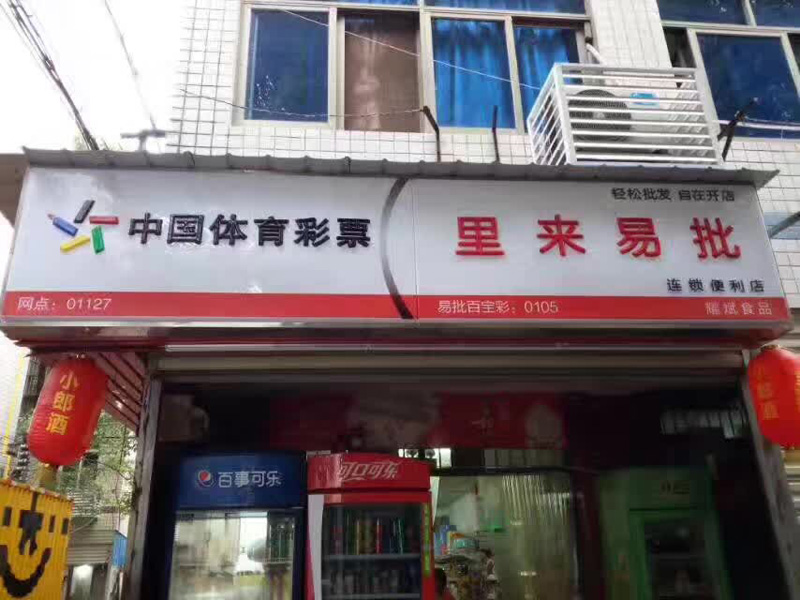 中国体育彩票
网点：01127
轻松批发 自在开店
里来易批
连锁便利店
易批百宝彩：0105
耀斌食品
小郎酒
百事可乐
可口可乐
小郎酒